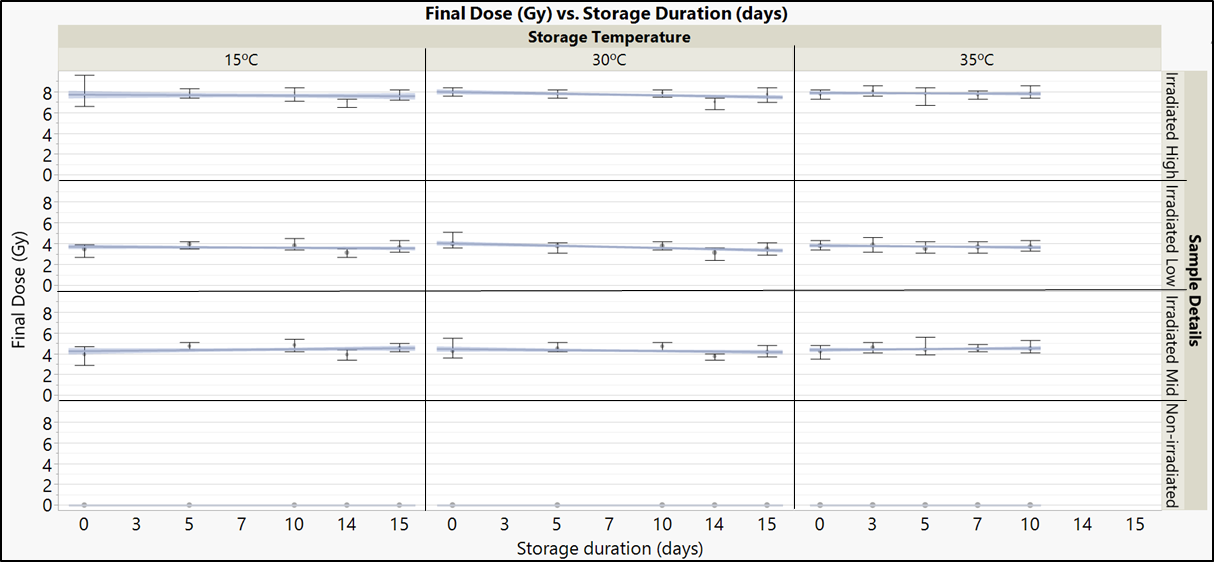 Final Dose (Gy) vs. Storage Duration (days)
Storage Temperature
15ºC 30ºC 35ºC
8
6
4
2
0
Irradiated High
8
6
4
2
0
Irradiated Low
8
6
4
2
0
Irradiated Mid
8
6
4
2
0
Non-irradiated
Final Dose (Gy)
Sample Details
0 3 5 7 10 14 15 0 3 5 7 10 14 15 0 3 5 7 10 14 15
Storage duration (days)